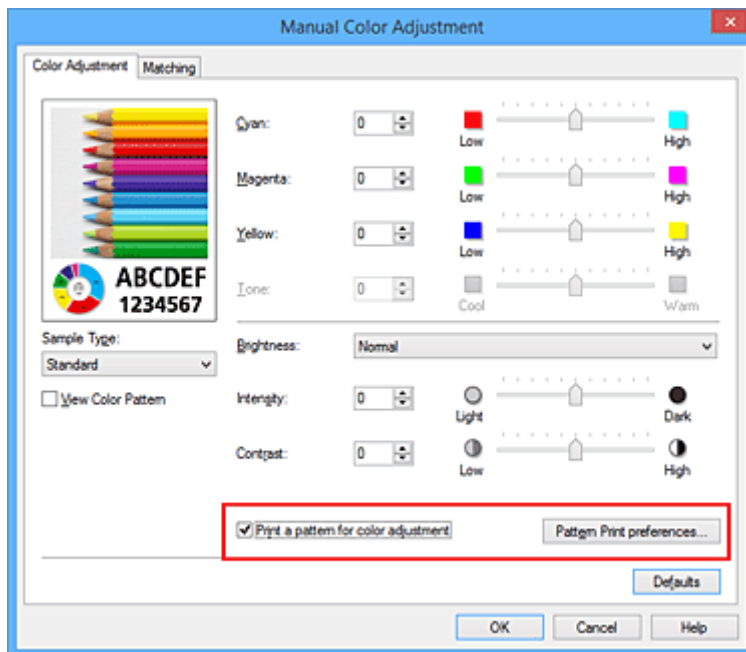 Manual Color Adjustment
Color Adjustment Matching
ABCDEF
1234567
Sample Type:
Standard
View Color Pattern
Cyan: 0 Low High
Magenta: 0 Low High
Yellow: 0 Low High
Tone: 0 Cool Warm
Brightness: Normal
Intensity: 0 Light Dark
Contrast: 0 Low High
Print a pattern for color adjustment Pattern Print preferences...
Defaults
OK Cancel Help